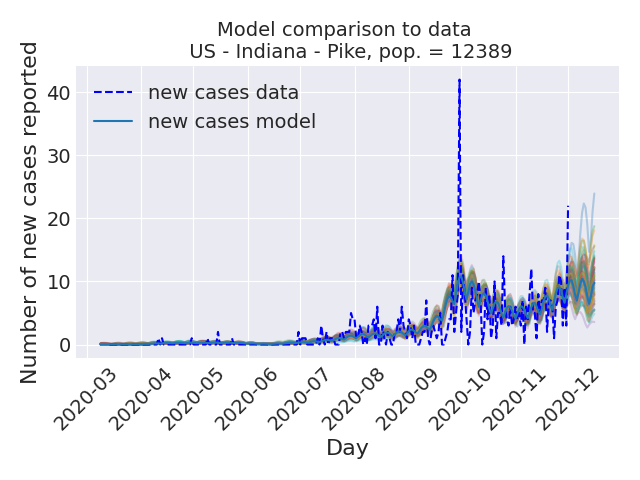 Model comparison to data
US - Indiana - Pike, pop. = 12389
Number of new cases reported
40
30
20
10
0
new cases data
new cases model
2020-03
2020-04
2020-05
2020-06
2020-07
2020-08
2020-09
2020-10
2020-11
2020-12
Day